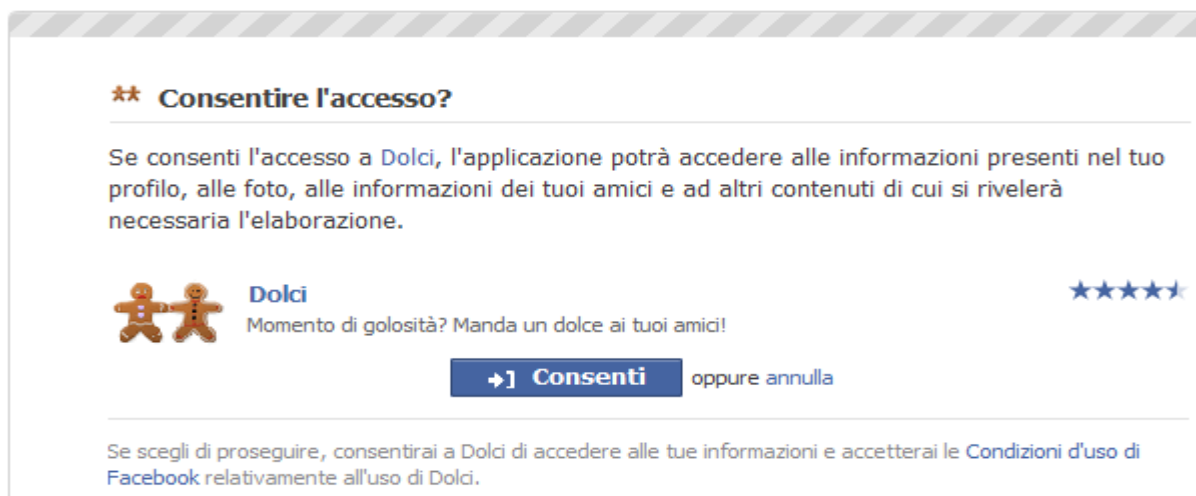 Consentire l'accesso?
Se consenti l'accesso a Dolci, l'applicazione potrà accedere alle informazioni presenti nel tuo
profilo, alle foto, alle informazioni dei tuoi amici e ad altri contenuti di cui si rivelerà
necessaria l'elaborazione.
Dolci
Momento di golosità? Manda un dolce ai tuoi amici!
Consenti oppure annulla
Se scegli di proseguire, consentirai a Dolci di accedere alle tue informazioni e accetterai le Condizioni d'uso di
Facebook relativamente all'uso di Dolci.